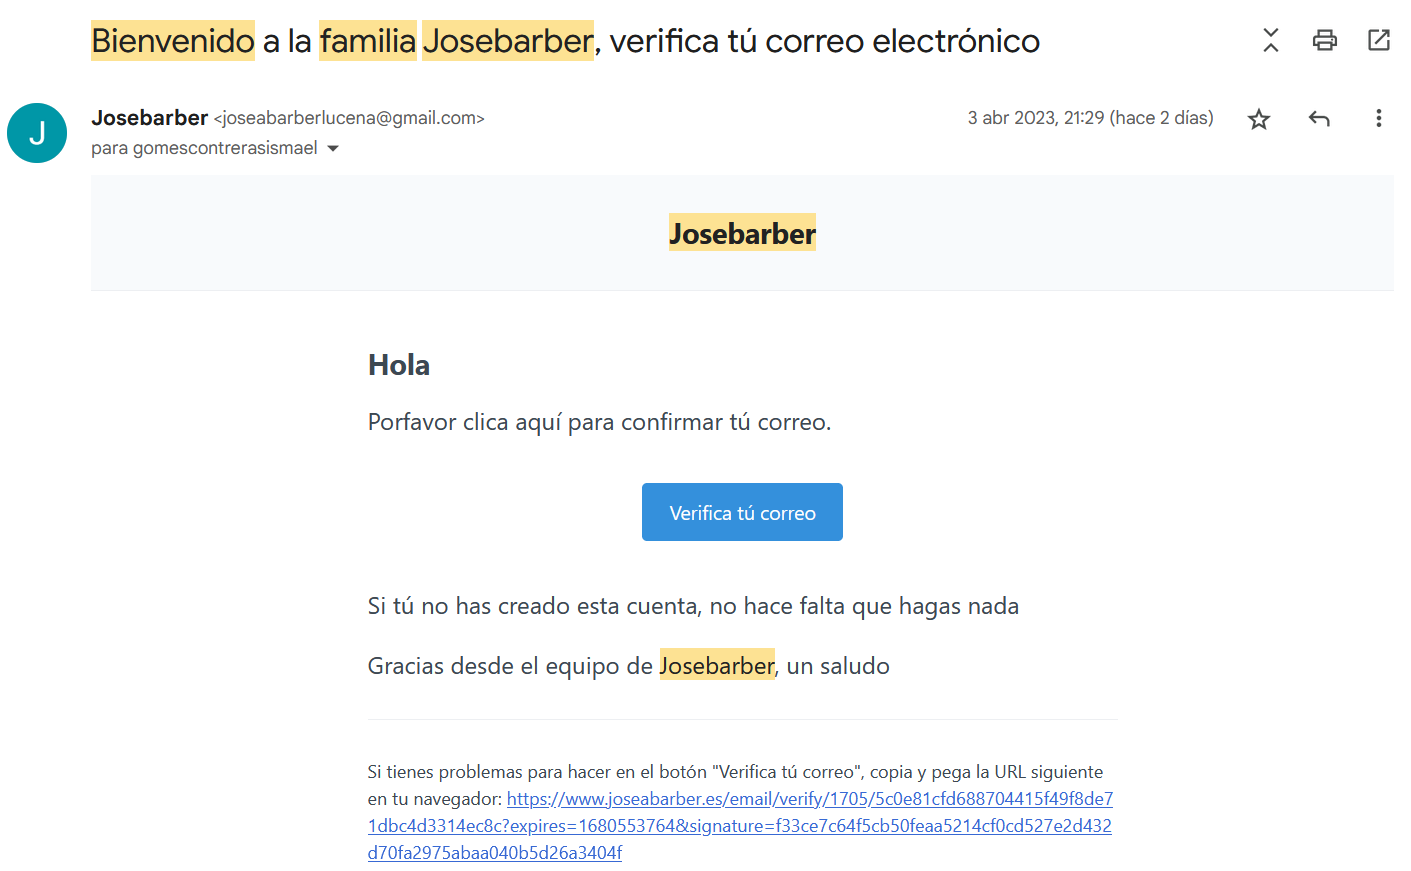 Bienvenido a la familia Josebarber, verifica tú correo electrónico
J
Josebarber <joseabarberlucena@gmail.com>
3 abr 2023, 21:29 (hace 2 días)
para gomescontrerasismael
Josebarber
Hola
Porfavor clica aquí para confirmar tú correo.
Verifica tú correo
Si tú no has creado esta cuenta, no hace falta que hagas nada
Gracias desde el equipo de Josebarber, un saludo
Si tienes problemas para hacer en el botón "Verifica tú correo", copia y pega la URL siguiente
en tu navegador: https://www.joseabarber.es/email/verify/1705/5c0e81cfd688704415f49f8de7
1dbc4d3314ec8c?expires=1680553764&signature=f33ce7c64f5cb50feaa5214cf0cd527e2d432
d70fa2975abaa040b5d26a3404f